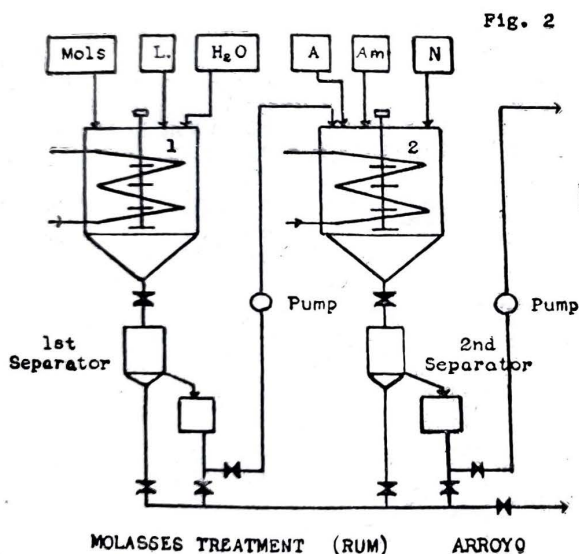 Fig. 2
Mols
L.
H₂O
A
Am
N
1
2
Pump
Pump
1st
Separator
2nd
Separator
MOLASSES TREATMENT (RUM) ARROYO